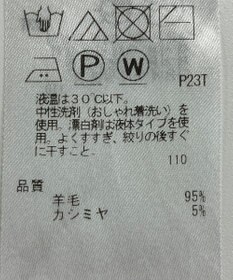 P W
P23T
液温は30℃以下。
中性洗剤（おしゃれ着洗い）を
使用。漂白剤は液体タイプを使
用。よくすすぎ、絞りの後すぐ
に干すこと。
110
品質
羊毛 95%
カシミヤ 5%